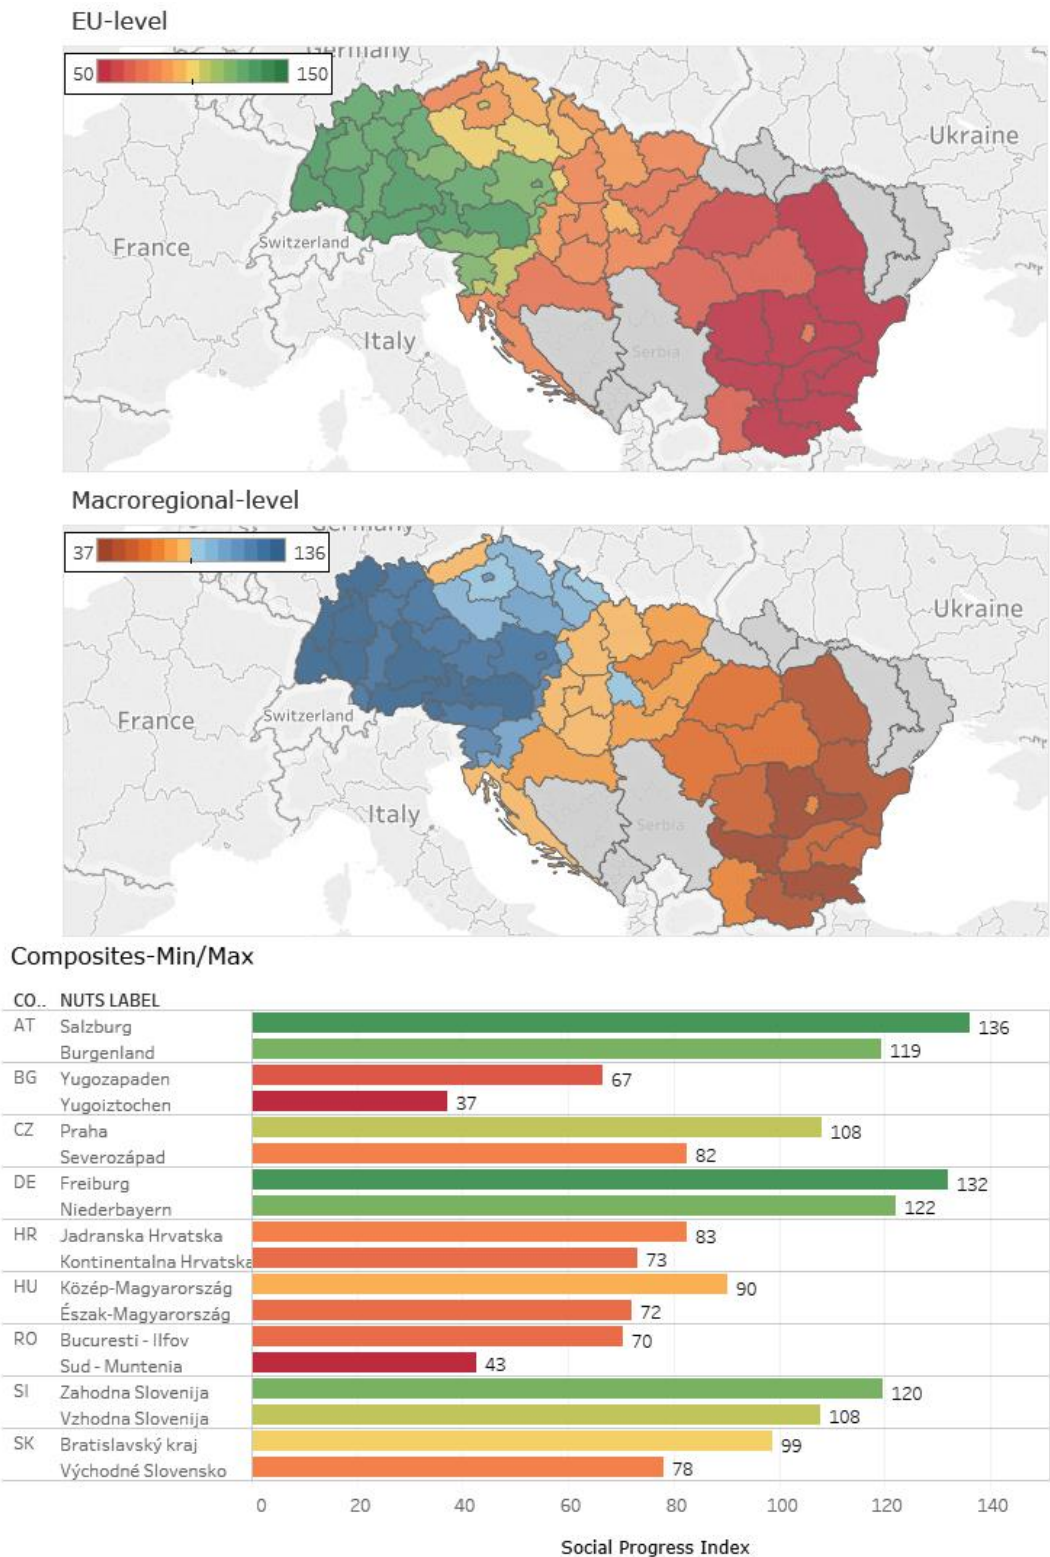 EU-level
Germany
50 150
Ukraine
France
Switzerland
Italy
Serbia
Macroregional-level
Germany
37 136
Ukraine
France
Switzerland
Italy
Serbia
Composites-Min/Max
CO.. NUTS LABEL
AT Salzburg 136
Burgenland 119
BG Yugozapaden 67
Yugoiztochen 37
CZ Praha 108
Severozápad 82
DE Freiburg 132
Niederbayern 122
HR Jadranska Hrvatska 83
Kontinentalna Hrvatska 73
HU Közép-Magyarország 90
Észak-Magyarország 72
RO Bucuresti - Ilfov 70
Sud - Muntenia 43
SI Zahodna Slovenija 120
Vzhodna Slovenija 108
SK Bratislavský kraj 99
Východné Slovensko 78
0 20 40 60 80 100 120 140
Social Progress Index